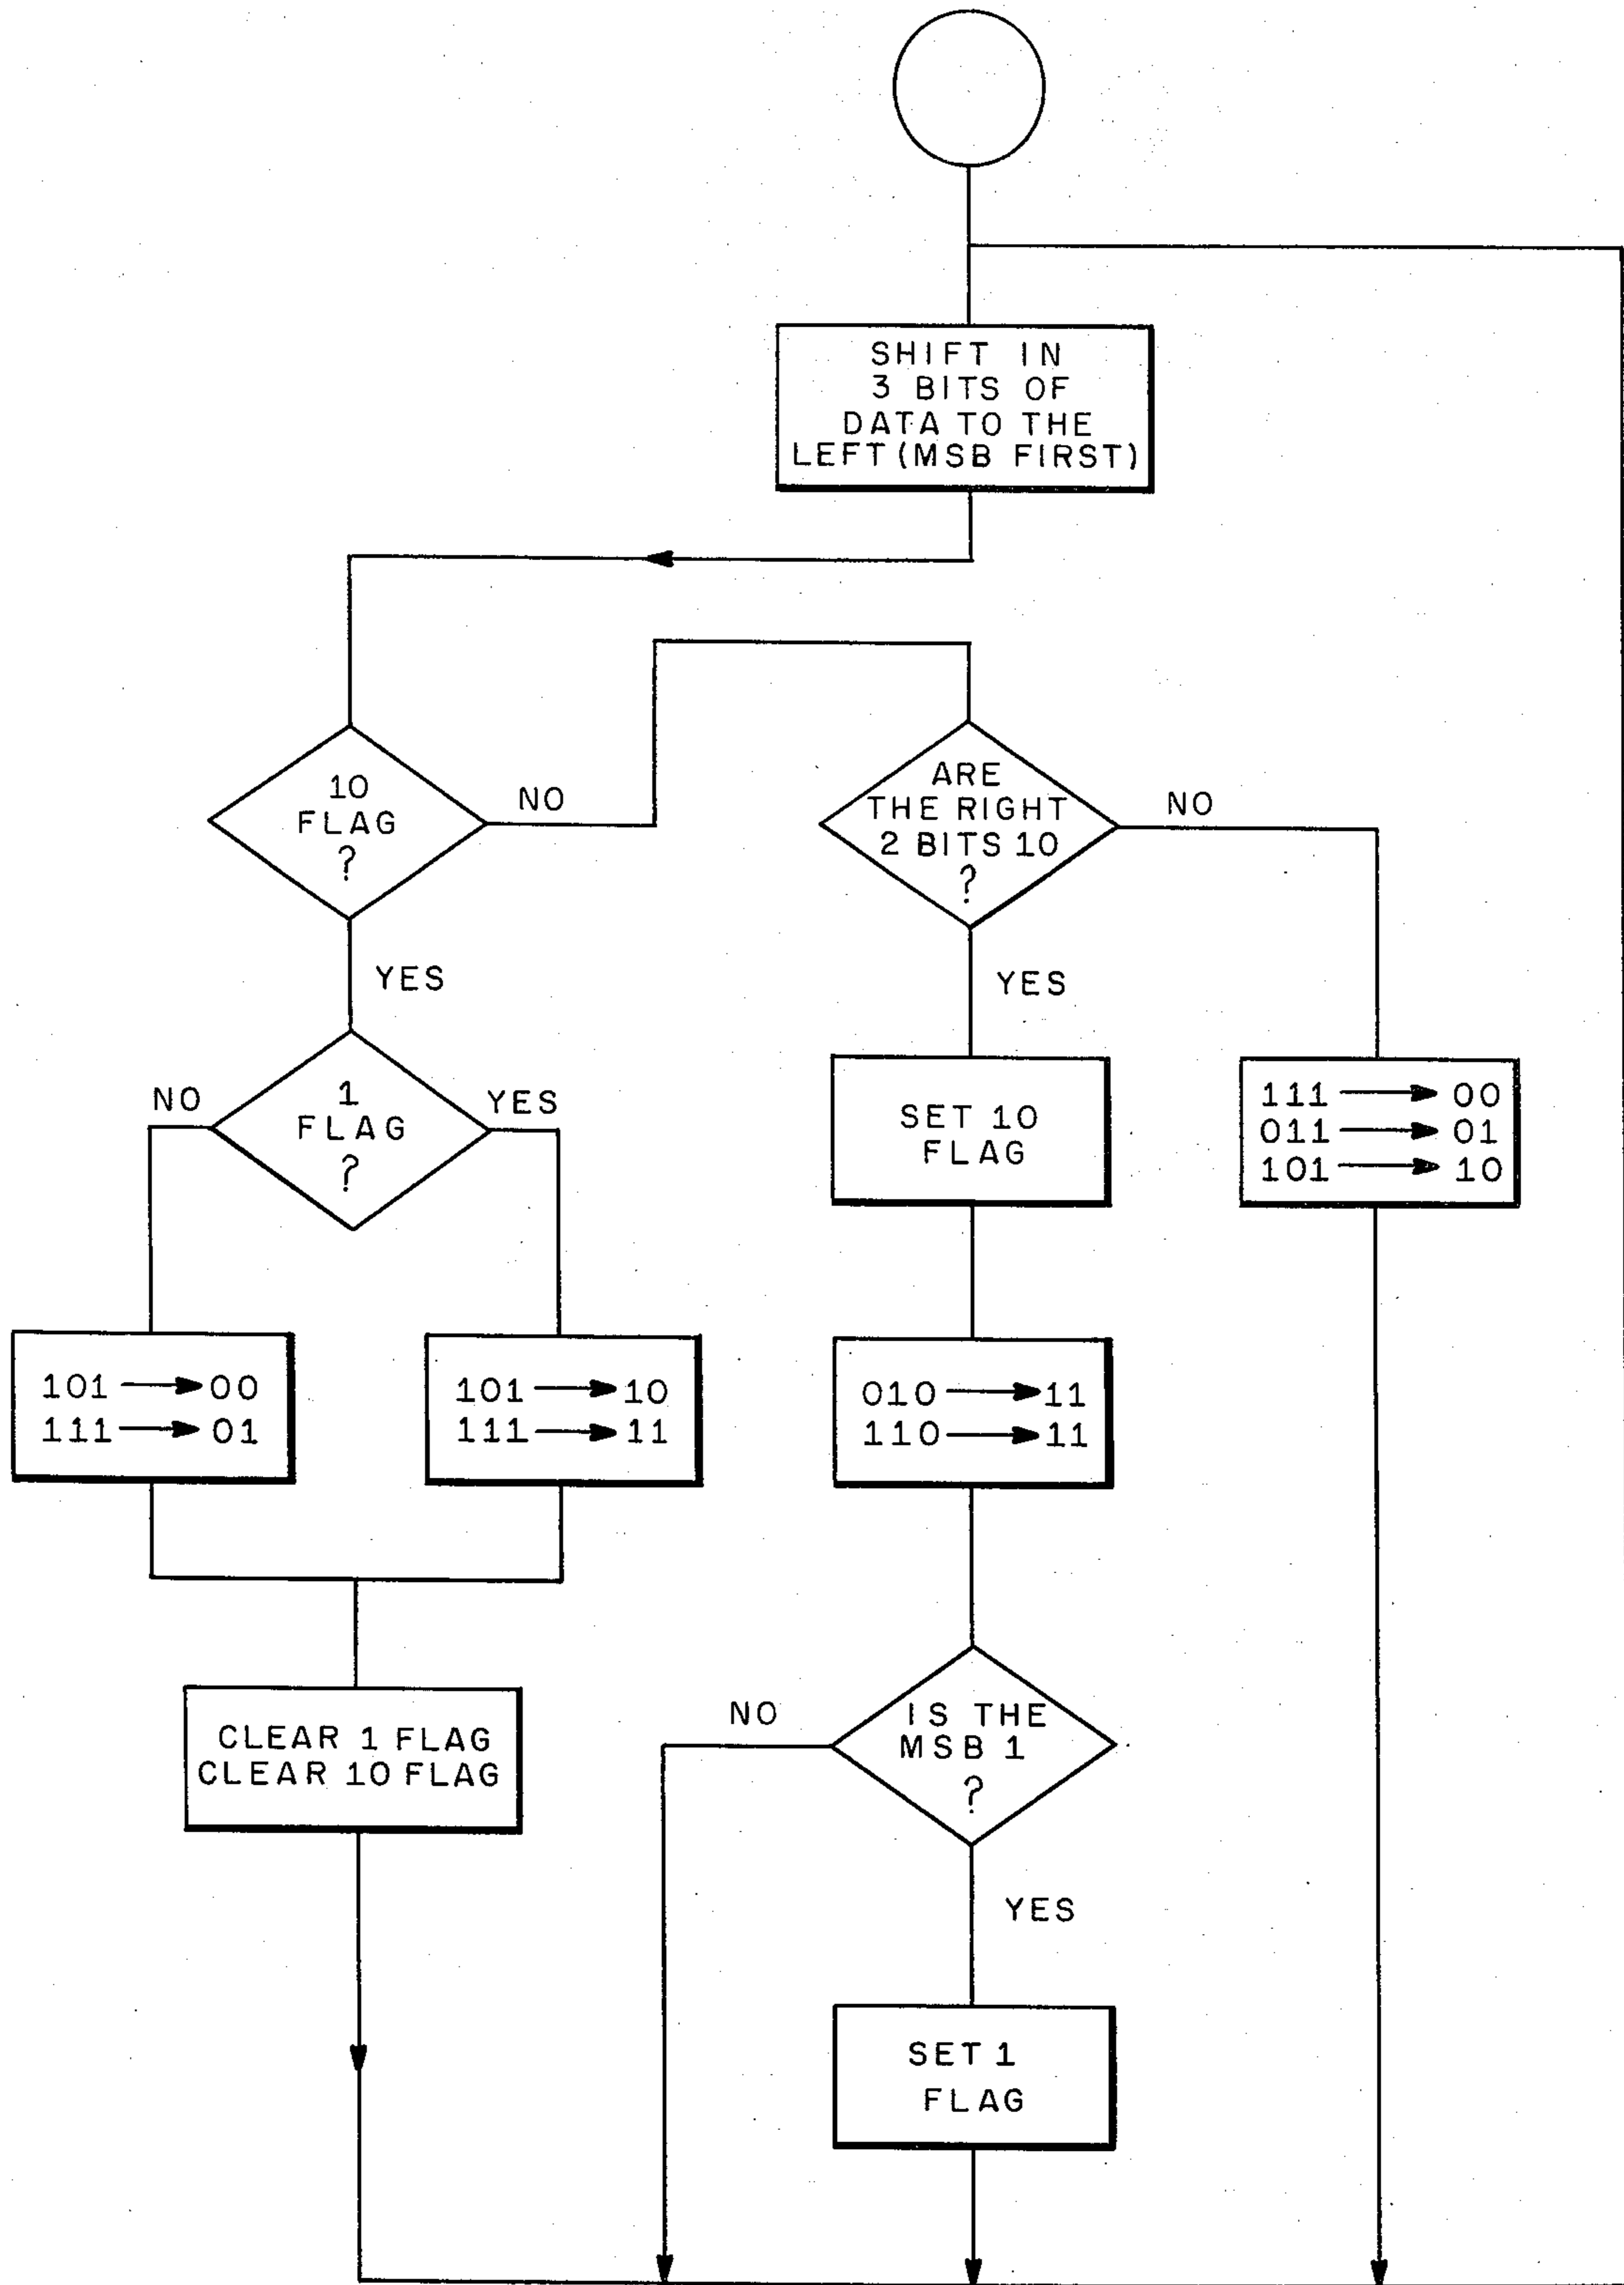 SHIFT IN
3 BITS OF
DATA TO THE
LEFT (MSB FIRST)
10
FLAG
?
NO
YES
ARE
THE RIGHT
2 BITS 10
?
NO
YES
1
FLAG
?
NO
YES
SET 10
FLAG
111 → 00
011 → 01
101 → 10
101 → 00
111 → 01
101 → 10
111 → 11
010 → 11
110 → 11
CLEAR 1 FLAG
CLEAR 10 FLAG
IS THE
MSB 1
?
NO
YES
SET 1
FLAG